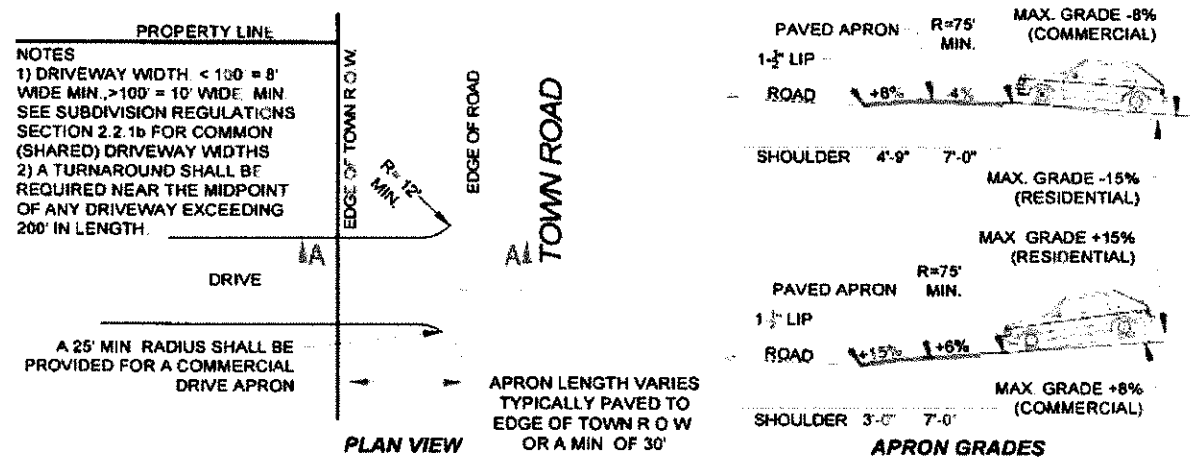 PROPERTY LINE
NOTES
1) DRIVEWAY WIDTH. < 100' = 8'
WIDE MIN.,>100' = 10' WIDE MIN.
SEE SUBDIVISION REGULATIONS
SECTION 2.2.1b FOR COMMON
(SHARED) DRIVEWAY WIDTHS
2) A TURNAROUND SHALL BE
REQUIRED NEAR THE MIDPOINT
OF ANY DRIVEWAY EXCEEDING
200' IN LENGTH.
EDGE OF TOWN R.O.W.
R= 12'
MIN.
EDGE OF ROAD
TOWN ROAD
A
A
DRIVE
A 25' MIN. RADIUS SHALL BE
PROVIDED FOR A COMMERCIAL
DRIVE APRON
APRON LENGTH VARIES
TYPICALLY PAVED TO
EDGE OF TOWN R O W
OR A MIN OF 30'
PLAN VIEW
PAVED APRON
R=75'
MIN.
MAX. GRADE -8%
(COMMERCIAL)
1-½" LIP
ROAD
+8%
-4%
SHOULDER 4'-9" 7'-0"
MAX. GRADE -15%
(RESIDENTIAL)
MAX GRADE +15%
(RESIDENTIAL)
PAVED APRON
R=75'
MIN.
1-½" LIP
ROAD
+15%
+6%
MAX. GRADE +8%
(COMMERCIAL)
SHOULDER 3'-0" 7'-0"
APRON GRADES